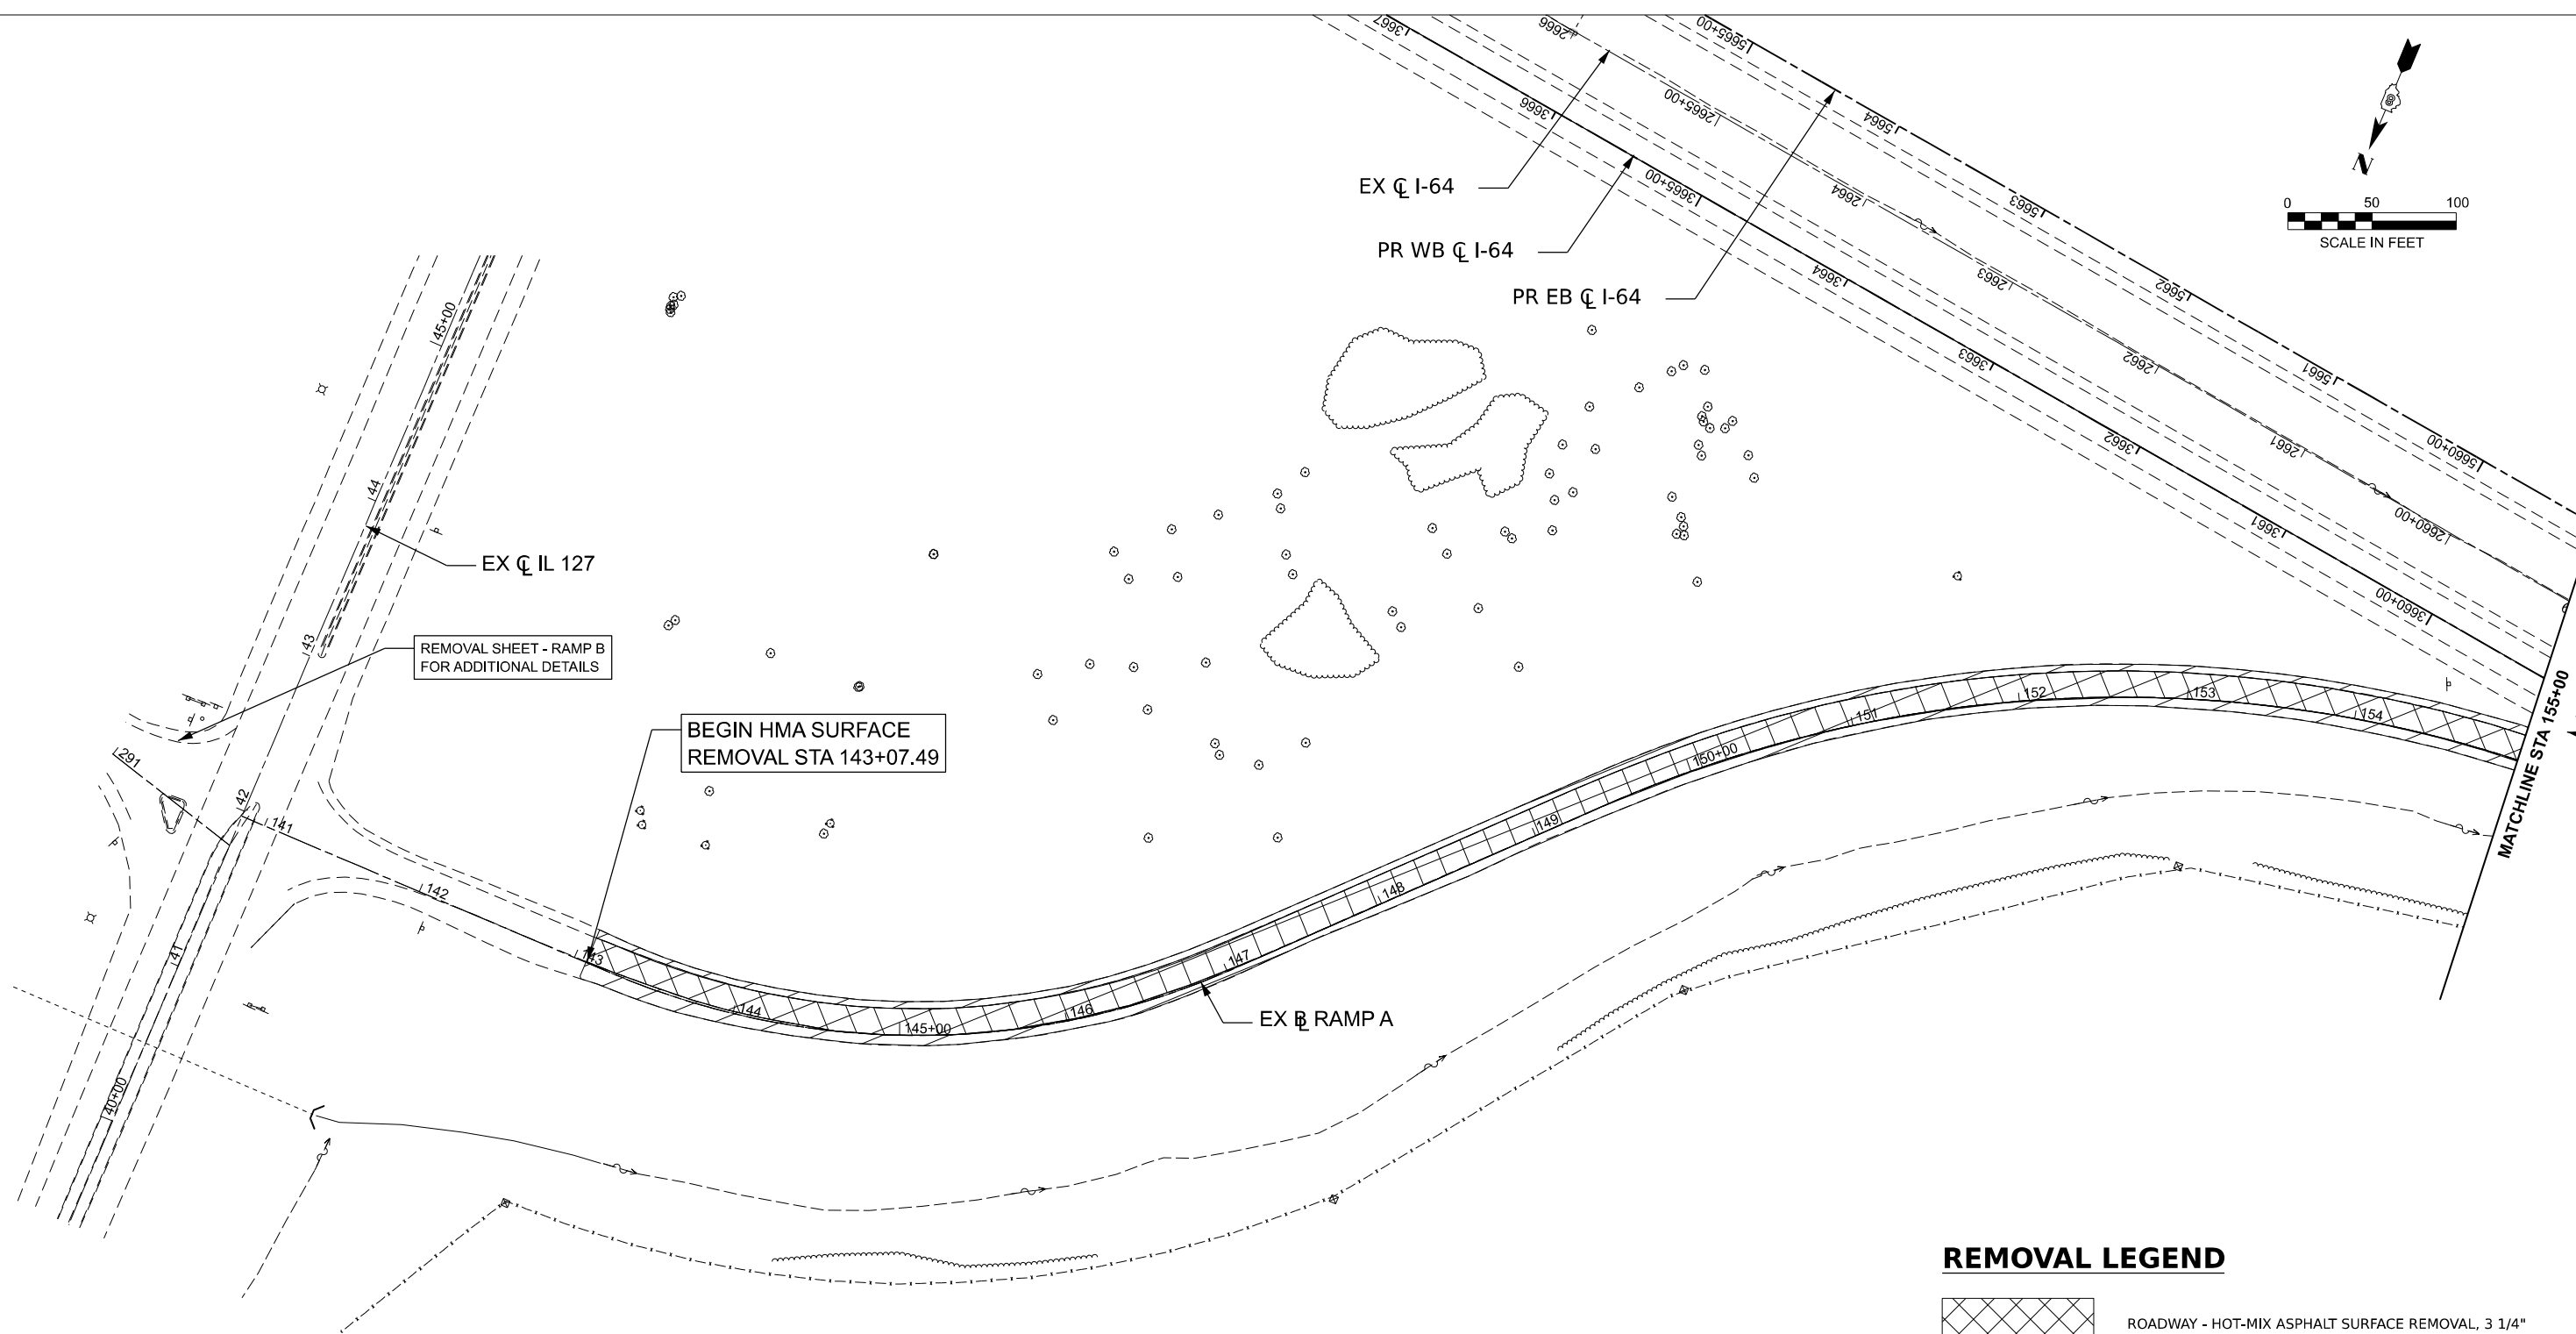 3667
2666
5665+00
EX ℄ I-64
2665+00
5664
3666
N
PR WB ℄ I-64
3665+00
2664
5663
0 50 100
SCALE IN FEET
PR EB ℄ I-64
3664
2663
5662
45+00
3663
2662
5661
44
3662
2661
5660+00
EX ℄ IL 127
3661
2660+00
3660+00
43
REMOVAL SHEET - RAMP B
FOR ADDITIONAL DETAILS
BEGIN HMA SURFACE
REMOVAL STA 143+07.49
291
42
141
142
143
144
145+00
146
147
148
149
150+00
151
152
153
154
MATCHLINE STA 155+00
41
40+00
EX B̵L RAMP A
REMOVAL LEGEND
ROADWAY - HOT-MIX ASPHALT SURFACE REMOVAL, 3 1/4"